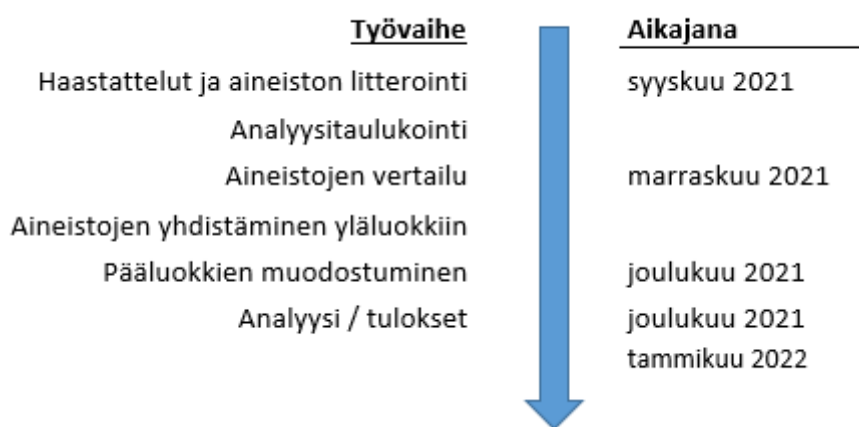 Työvaihe Aikajana
Haastattelut ja aineiston litterointi syyskuu 2021
Analyysitaulukointi
Aineistojen vertailu marraskuu 2021
Aineistojen yhdistäminen yläluokkiin
Pääluokkien muodostuminen joulukuu 2021
Analyysi / tulokset joulukuu 2021
tammikuu 2022